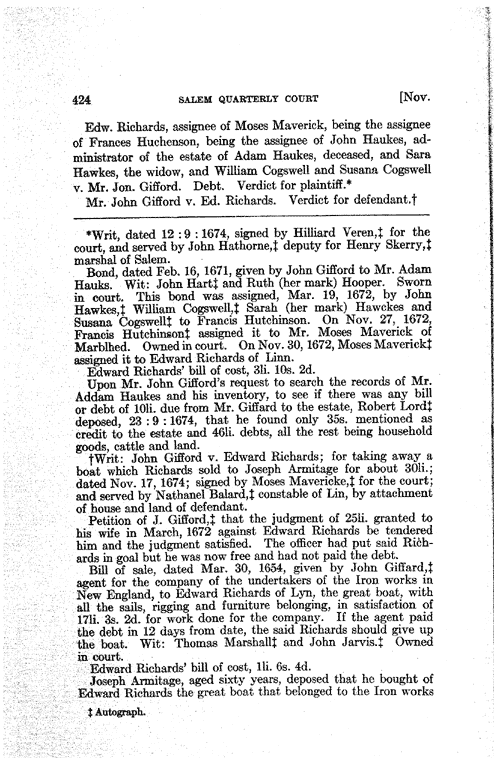 424 SALEM QUARTERLY COURT [Nov.
Edw. Richards, assignee of Moses Maverick, being the assignee
of Frances Huchenson, being the assignee of John Haukes, ad-
ministrator of the estate of Adam Haukes, deceased, and Sara
Hawkes, the widow, and William Cogswell and Susana Cogswell
v. Mr. Jon. Gifford. Debt. Verdict for plaintiff.*
Mr. John Gifford v. Ed. Richards. Verdict for defendant.†
*Writ, dated 12 : 9 : 1674, signed by Hilliard Veren,‡ for the
court, and served by John Hathorne,‡ deputy for Henry Skerry,‡
marshal of Salem.
Bond, dated Feb. 16, 1671, given by John Gifford to Mr. Adam
Hauks. Wit: John Hart‡ and Ruth (her mark) Hooper. Sworn
in court. This bond was assigned, Mar. 19, 1672, by John
Hawkes,‡ William Cogswell,‡ Sarah (her mark) Hawckes and
Susana Cogswell‡ to Francis Hutchinson. On Nov. 27, 1672,
Francis Hutchinson‡ assigned it to Mr. Moses Maverick of
Marblhed. Owned in court. On Nov. 30, 1672, Moses Maverick‡
assigned it to Edward Richards of Linn.
Edward Richards' bill of cost, 3li. 10s. 2d.
Upon Mr. John Gifford's request to search the records of Mr.
Addam Haukes and his inventory, to see if there was any bill
or debt of 10li. due from Mr. Giffard to the estate, Robert Lord‡
deposed, 23 : 9 : 1674, that he found only 35s. mentioned as
credit to the estate and 46li. debts, all the rest being household
goods, cattle and land.
†Writ: John Gifford v. Edward Richards; for taking away a
boat which Richards sold to Joseph Armitage for about 30li.;
dated Nov. 17, 1674; signed by Moses Mavericke,‡ for the court;
and served by Nathanel Balard,‡ constable of Lin, by attachment
of house and land of defendant.
Petition of J. Gifford,‡ that the judgment of 25li. granted to
his wife in March, 1672 against Edward Richards be tendered
him and the judgment satisfied. The officer had put said Rich-
ards in goal but he was now free and had not paid the debt.
Bill of sale, dated Mar. 30, 1654, given by John Giffard,‡
agent for the company of the undertakers of the Iron works in
New England, to Edward Richards of Lyn, the great boat, with
all the sails, rigging and furniture belonging, in satisfaction of
17li. 3s. 2d. for work done for the company. If the agent paid
the debt in 12 days from date, the said Richards should give up
the boat. Wit: Thomas Marshall‡ and John Jarvis.‡ Owned
in court.
Edward Richards' bill of cost, 1li. 6s. 4d.
Joseph Armitage, aged sixty years, deposed that he bought of
Edward Richards the great boat that belonged to the Iron works
‡ Autograph.